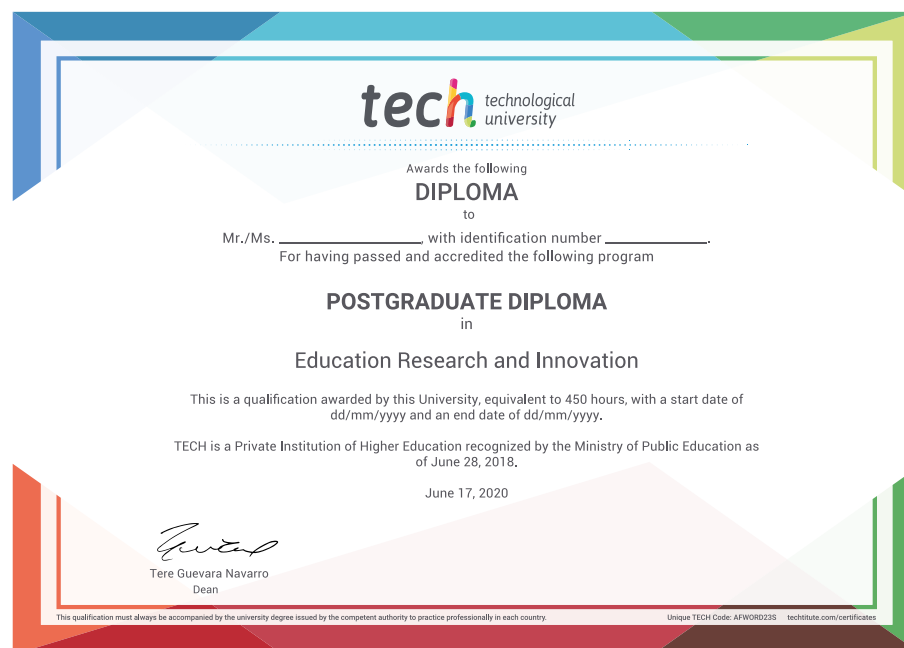 tech technological
university
Awards the following
DIPLOMA
to
Mr./Ms. ____________________, with identification number ______________.
For having passed and accredited the following program
POSTGRADUATE DIPLOMA
in
Education Research and Innovation
This is a qualification awarded by this University, equivalent to 450 hours, with a start date of
dd/mm/yyyy and an end date of dd/mm/yyyy.
TECH is a Private Institution of Higher Education recognized by the Ministry of Public Education as
of June 28, 2018.
June 17, 2020
Tere Guevara Navarro
Dean
This qualification must always be accompanied by the university degree issued by the competent authority to practice professionally in each country. Unique TECH Code: AFWORD23S techtitute.com/certificates